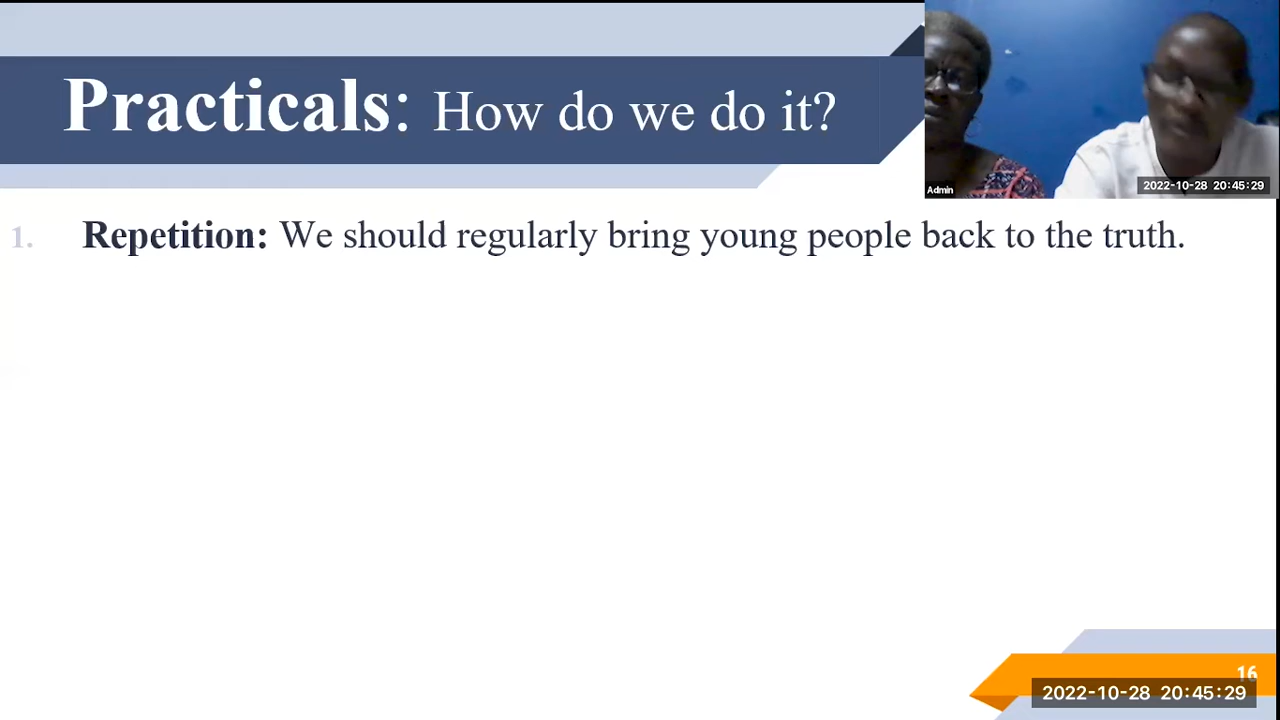 Practicals: How do we do it?
Admin
2022-10-28 20:45:29
1. Repetition: We should regularly bring young people back to the truth.
16
2022-10-28 20:45:29